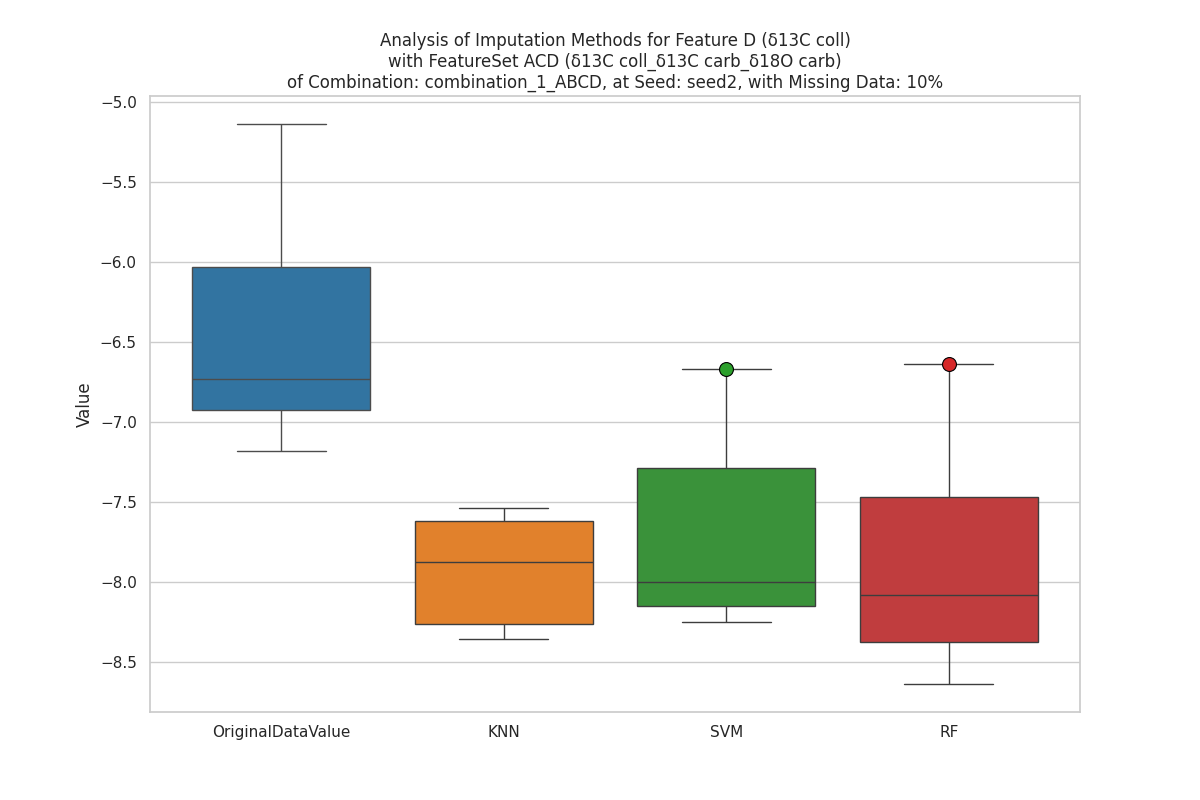 Analysis of Imputation Methods for Feature D (δ13C coll)
with FeatureSet ACD (δ13C coll_δ13C carb_δ18O carb)
of Combination: combination_1_ABCD, at Seed: seed2, with Missing Data: 10%
−5.0
−5.5
−6.0
−6.5
−7.0
−7.5
−8.0
−8.5
Value
OriginalDataValue
KNN
SVM
RF